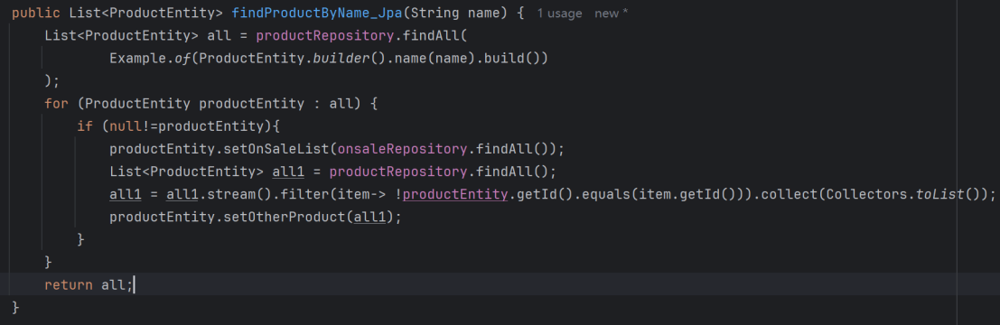 public List<ProductEntity> findProductByName_Jpa(String name) {  1 usage  new *
    List<ProductEntity> all = productRepository.findAll(
            Example.of(ProductEntity.builder().name(name).build())
    );
    for (ProductEntity productEntity : all) {
        if (null!=productEntity){
            productEntity.setOnSaleList(onsaleRepository.findAll());
            List<ProductEntity> all1 = productRepository.findAll();
            all1 = all1.stream().filter(item-> !productEntity.getId().equals(item.getId())).collect(Collectors.toList());
            productEntity.setOtherProduct(all1);
        }
    }
    return all;
}